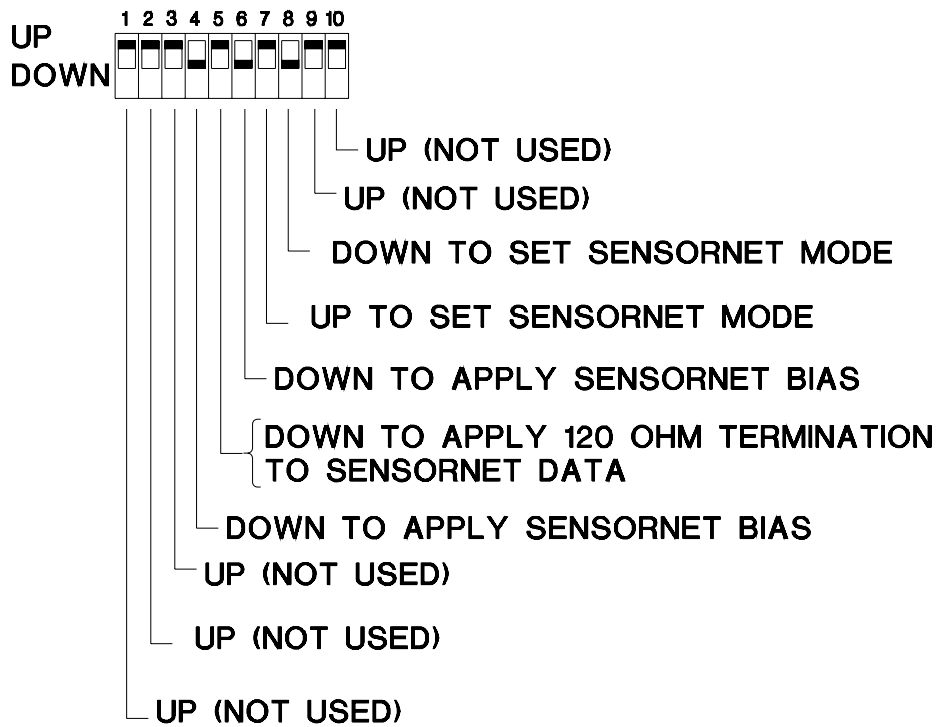 1 2 3 4 5 6 7 8 9 10
UP
DOWN
UP (NOT USED)
UP (NOT USED)
DOWN TO SET SENSORNET MODE
UP TO SET SENSORNET MODE
DOWN TO APPLY SENSORNET BIAS
DOWN TO APPLY 120 OHM TERMINATION
TO SENSORNET DATA
DOWN TO APPLY SENSORNET BIAS
UP (NOT USED)
UP (NOT USED)
UP (NOT USED)